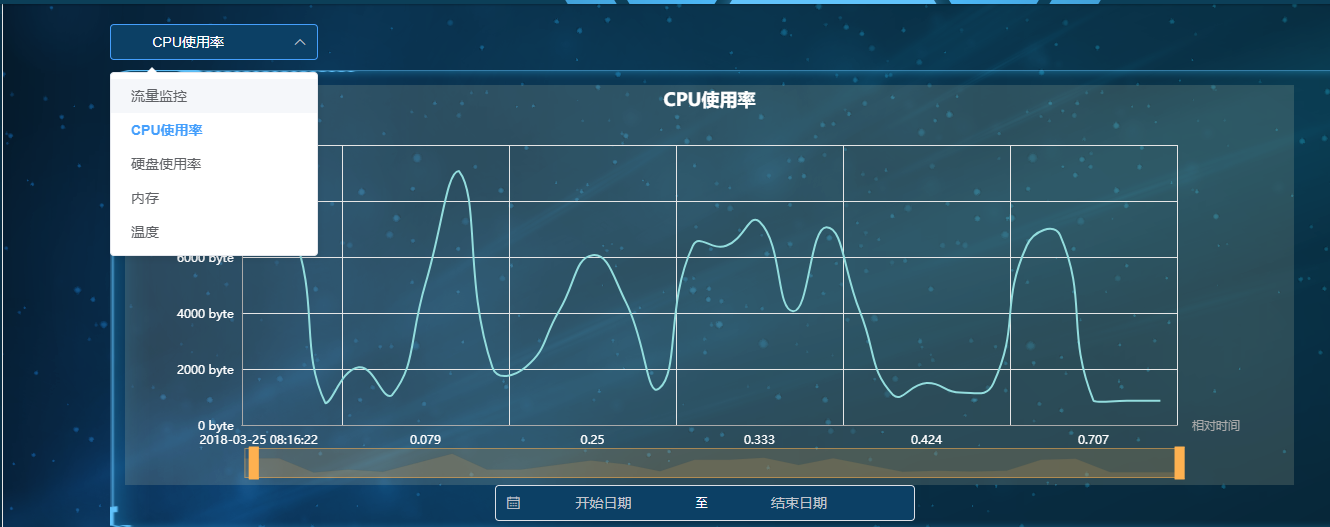 CPU使用率
流量监控
CPU使用率
硬盘使用率
内存
温度
CPU使用率
6000 byte
4000 byte
2000 byte
0 byte
2018-03-25 08:16:22 0.079 0.25 0.333 0.424 0.707 相对时间
开始日期 至 结束日期